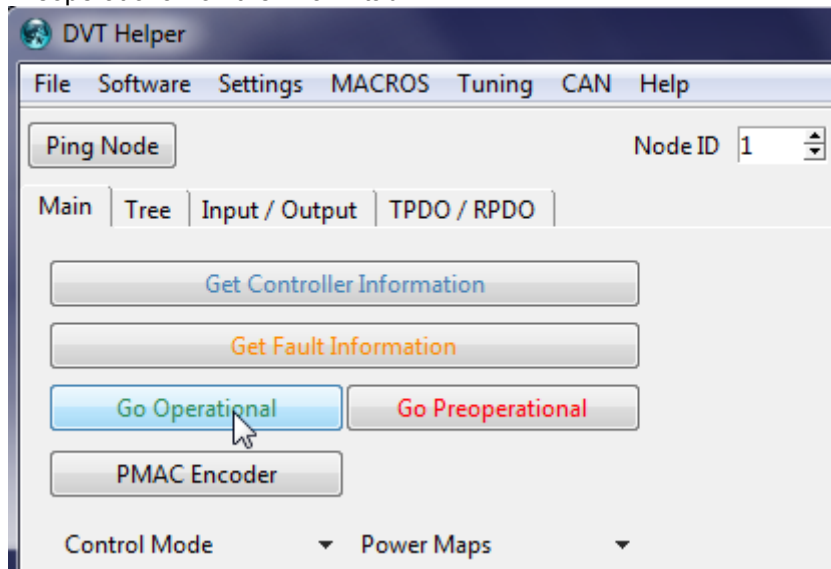 DVT Helper
File Software Settings MACROS Tuning CAN Help
Ping Node Node ID 1
Main Tree Input / Output TPDO / RPDO
Get Controller Information
Get Fault Information
Go Operational Go Preoperational
PMAC Encoder
Control Mode Power Maps